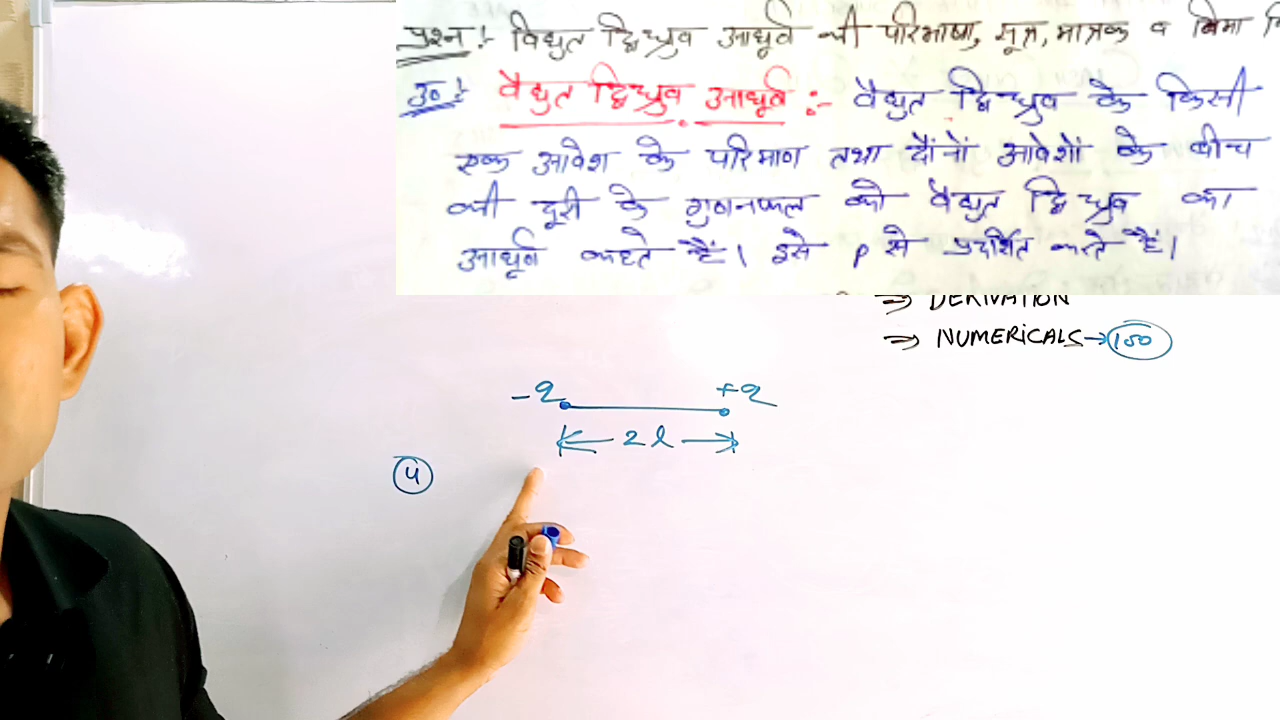 प्रश्न :- विद्युत द्विध्रुव आघूर्ण की परिभाषा, सूत्र, मात्रक व विमा
उ० :- वैद्युत द्विध्रुव आघूर्ण :- वैद्युत द्विध्रुव के किसी
एक आवेश के परिमाण तथा दोंनों आवेशों के बीच
की दूरी के गुणनफल को वैद्युत द्विध्रुव का
आघूर्ण कहते हैं। इसे p से प्रदर्शित करते हैं।
⇒ DERIVATION
⇒ NUMERICALS → 150
-q +q
2l
4